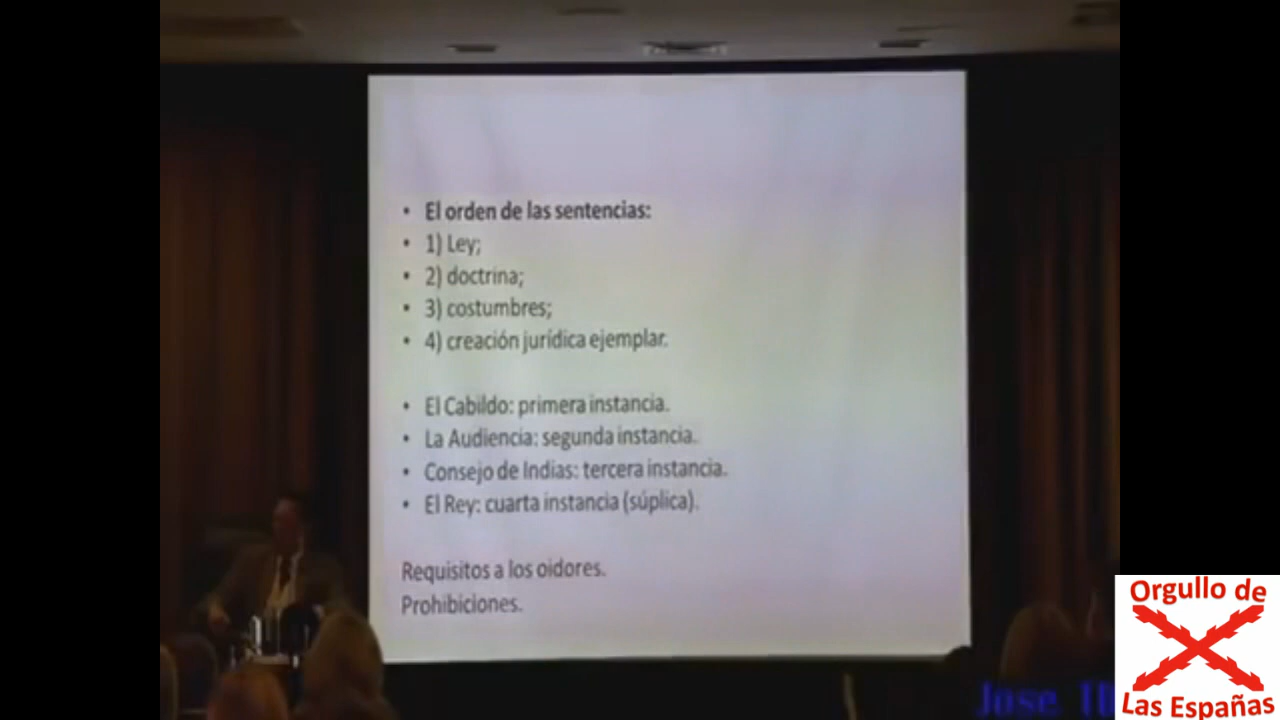 • El orden de las sentencias:
• 1) Ley;
• 2) doctrina;
• 3) costumbres;
• 4) creación jurídica ejemplar.
• El Cabildo: primera instancia.
• La Audiencia: segunda instancia.
• Consejo de Indias: tercera instancia.
• El Rey: cuarta instancia (súplica).
Requisitos a los oidores.
Prohibiciones.
Orgullo de
Las Españas
Jose